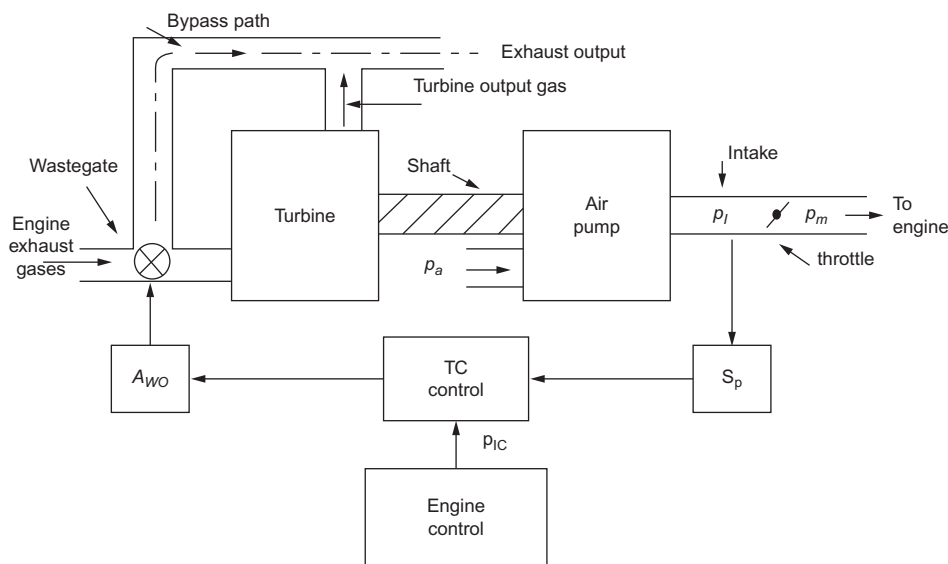 Bypass path
Exhaust output
Turbine output gas
Wastegate
Shaft
Intake
Engine
exhaust
gases
Turbine
Air
pump
p_I
p_m
To
engine
p_a
throttle
A_WO
TC
control
S_p
p_IC
Engine
control